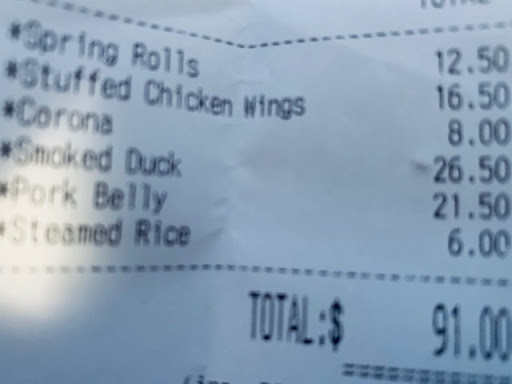 *Spring Rolls 12.50
*Stuffed Chicken Wings 16.50
*Corona 8.00
*Smoked Duck 26.50
*Pork Belly 21.50
*Steamed Rice 6.00
TOTAL:$ 91.00